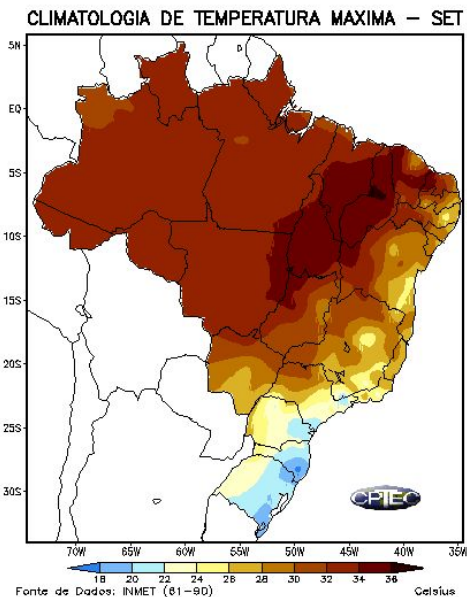 CLIMATOLOGIA DE TEMPERATURA MAXIMA – SET
5N
EQ
5S
10S
15S
20S
25S
30S
CPTEC
70W 65W 60W 55W 50W 45W 40W 35W
18 20 22 24 26 28 30 32 34 36
Fonte de Dados: INMET (61-90) Celsius